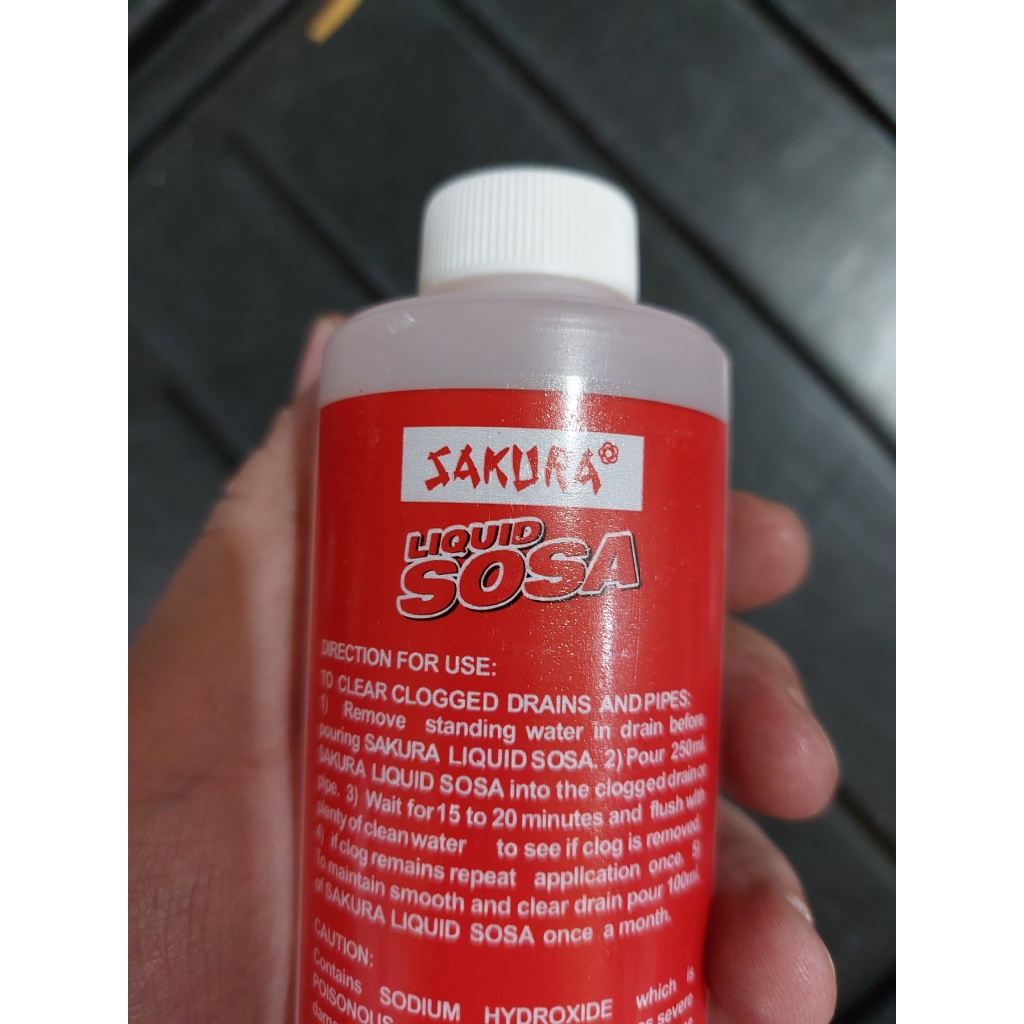 SAKURA
LIQUID
SOSA
DIRECTION FOR USE:
TO CLEAR CLOGGED DRAINS AND PIPES:
1) Remove standing water in drain before
pouring SAKURA LIQUID SOSA. 2) Pour 250mL
SAKURA LIQUID SOSA into the clogged drain or
pipe. 3) Wait for 15 to 20 minutes and flush with
plenty of clean water to see if clog is removed.
4) if clog remains repeat application once. 5)
To maintain smooth and clear drain pour 100mL
of SAKURA LIQUID SOSA once a month.
CAUTION:
Contains SODIUM HYDROXIDE which is
POISONOUS severe